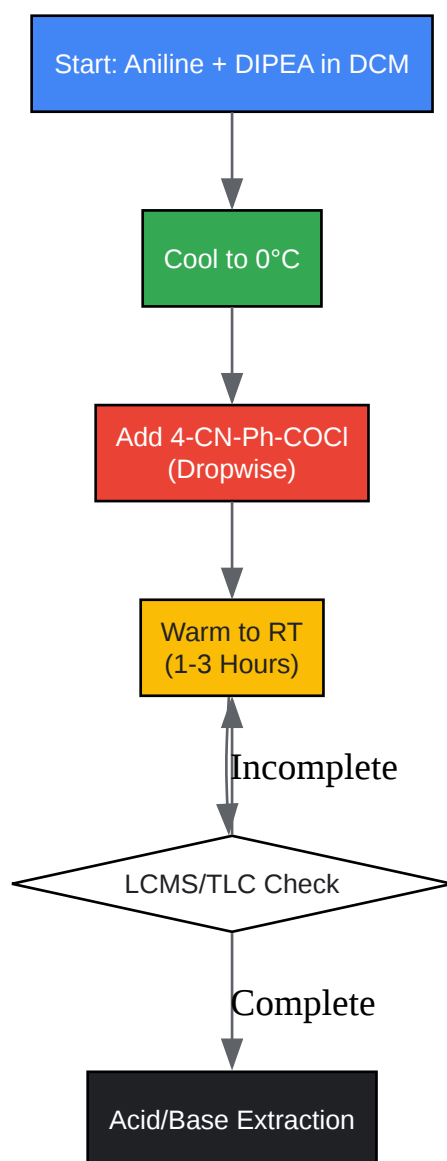 Start: Aniline + DIPEA in DCM
Cool to 0°C
Add 4-CN-Ph-COCl
(Dropwise)
Warm to RT
(1-3 Hours)
Incomplete
LCMS/TLC Check
Complete
Acid/Base Extraction